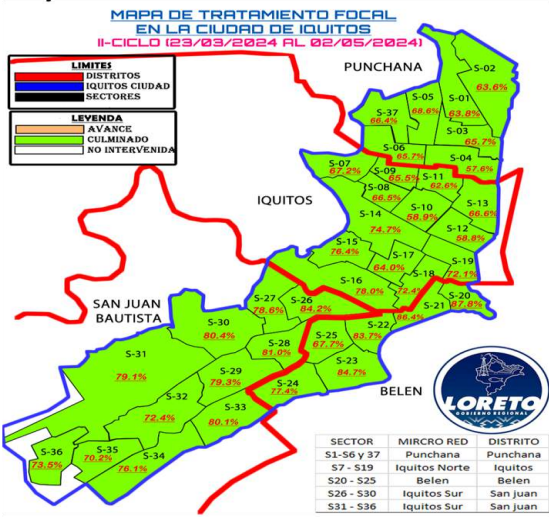 MAPA DE TRATAMIENTO FOCAL
EN LA CIUDAD DE IQUITOS
II-CICLO (23/03/2024 AL 02/05/2024)
LIMITES
DISTRITOS
IQUITOS CIUDAD
SECTORES
LEYENDA
AVANCE
CULMINADO
NO INTERVENIDA
PUNCHANA
S-02
63.6%
S-05
68.6%
S-01
63.8%
S-37
66.4%
S-03
65.7%
S-06
65.7%
S-04
57.6%
S-07
67.2%
S-09
65.5%
S-11
62.6%
S-08
66.5%
IQUITOS
S-10
58.9%
S-13
66.6%
S-14
74.7%
S-12
58.8%
S-15
76.4%
S-17
64.0%
S-19
72.1%
S-16
78.0%
S-18
72.4%
S-20
87.8%
S-21
86.4%
SAN JUAN
BAUTISTA
S-27
78.6%
S-26
84.2%
S-30
80.4%
S-25
67.7%
S-22
83.7%
S-28
81.0%
S-31
79.1%
S-29
79.3%
S-23
84.7%
S-24
77.4%
BELEN
S-32
72.4%
S-33
80.1%
S-36
73.5%
S-35
70.2%
S-34
76.1%
LORETO
GOBIERNO REGIONAL
SECTOR MIRCRO RED DISTRITO
S1-S6 y 37 Punchana Punchana
S7 - S19 Iquitos Norte Iquitos
S20 - S25 Belen Belen
S26 - S30 Iquitos Sur San juan
S31 - S36 Iquitos Sur San juan